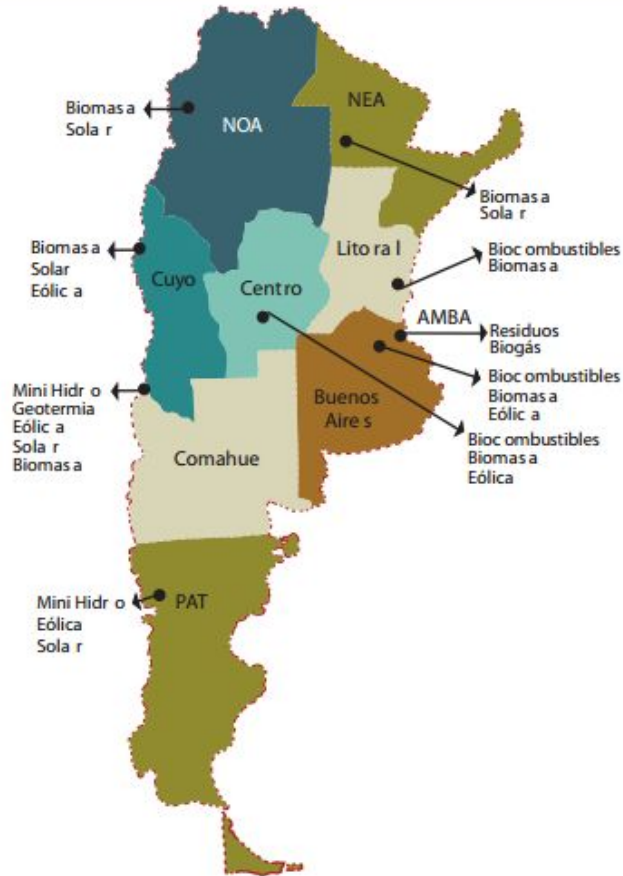 NEA
Biomas a
Sola r
NOA
Biomas a
Sola r
Biomas a
Solar
Eólic a
Lito ra l
Bioc ombustibles
Biomas a
Cuyo
Centro
AMBA
Residuos
Biogás
Bioc ombustibles
Biomas a
Eólic a
Mini Hidr o
Geotermia
Eólic a
Sola r
Biomas a
Buenos
Aire s
Bioc ombustibles
Biomas a
Eólica
Comahue
Mini Hidr o
Eólica
Sola r
PAT